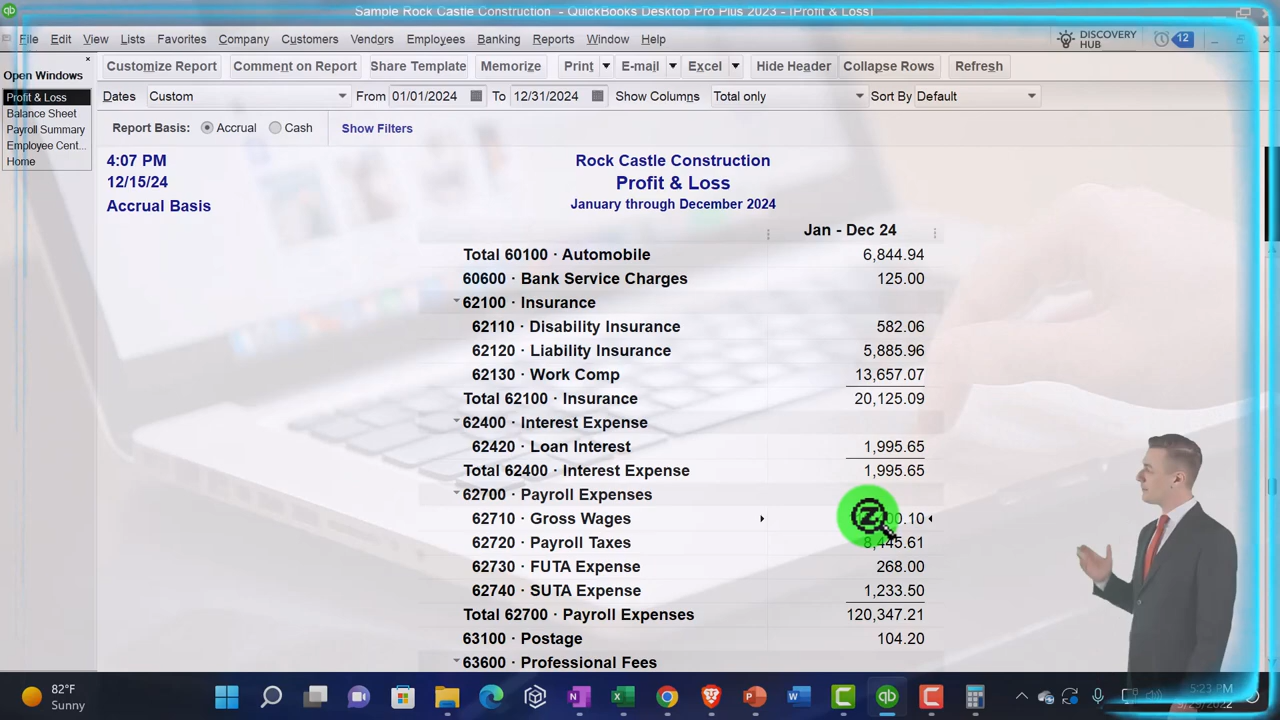 Sample Rock Castle Construction - QuickBooks Desktop Pro Plus 2023 - [Profit & Loss]
File Edit View Lists Favorites Company Customers Vendors Employees Banking Reports Window Help DISCOVERY HUB 12
Open Windows
Profit & Loss
Balance Sheet
Payroll Summary
Employee Cent...
Home
Customize Report Comment on Report Share Template Memorize Print E-mail Excel Hide Header Collapse Rows Refresh
Dates Custom From 01/01/2024 To 12/31/2024 Show Columns Total only Sort By Default
Report Basis: Accrual Cash Show Filters
4:07 PM
12/15/24
Accrual Basis
Rock Castle Construction
Profit & Loss
January through December 2024
Jan - Dec 24
Total 60100 · Automobile 6,844.94
60600 · Bank Service Charges 125.00
62100 · Insurance
62110 · Disability Insurance 582.06
62120 · Liability Insurance 5,885.96
62130 · Work Comp 13,657.07
Total 62100 · Insurance 20,125.09
62400 · Interest Expense
62420 · Loan Interest 1,995.65
Total 62400 · Interest Expense 1,995.65
62700 · Payroll Expenses
62710 · Gross Wages
62720 · Payroll Taxes 8,445.61
62730 · FUTA Expense 268.00
62740 · SUTA Expense 1,233.50
Total 62700 · Payroll Expenses 120,347.21
63100 · Postage 104.20
63600 · Professional Fees
82°F
Sunny
5:23 PM